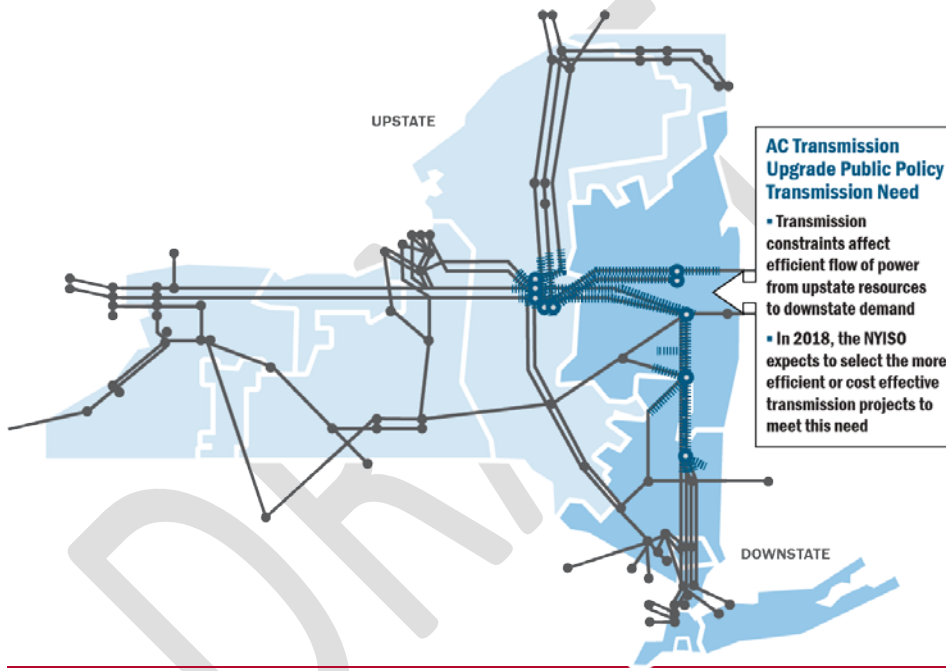 UPSTATE
AC Transmission
Upgrade Public Policy
Transmission Need
▪ Transmission
constraints affect
efficient flow of power
from upstate resources
to downstate demand
▪ In 2018, the NYISO
expects to select the more
efficient or cost effective
transmission projects to
meet this need
DOWNSTATE
DRAFT